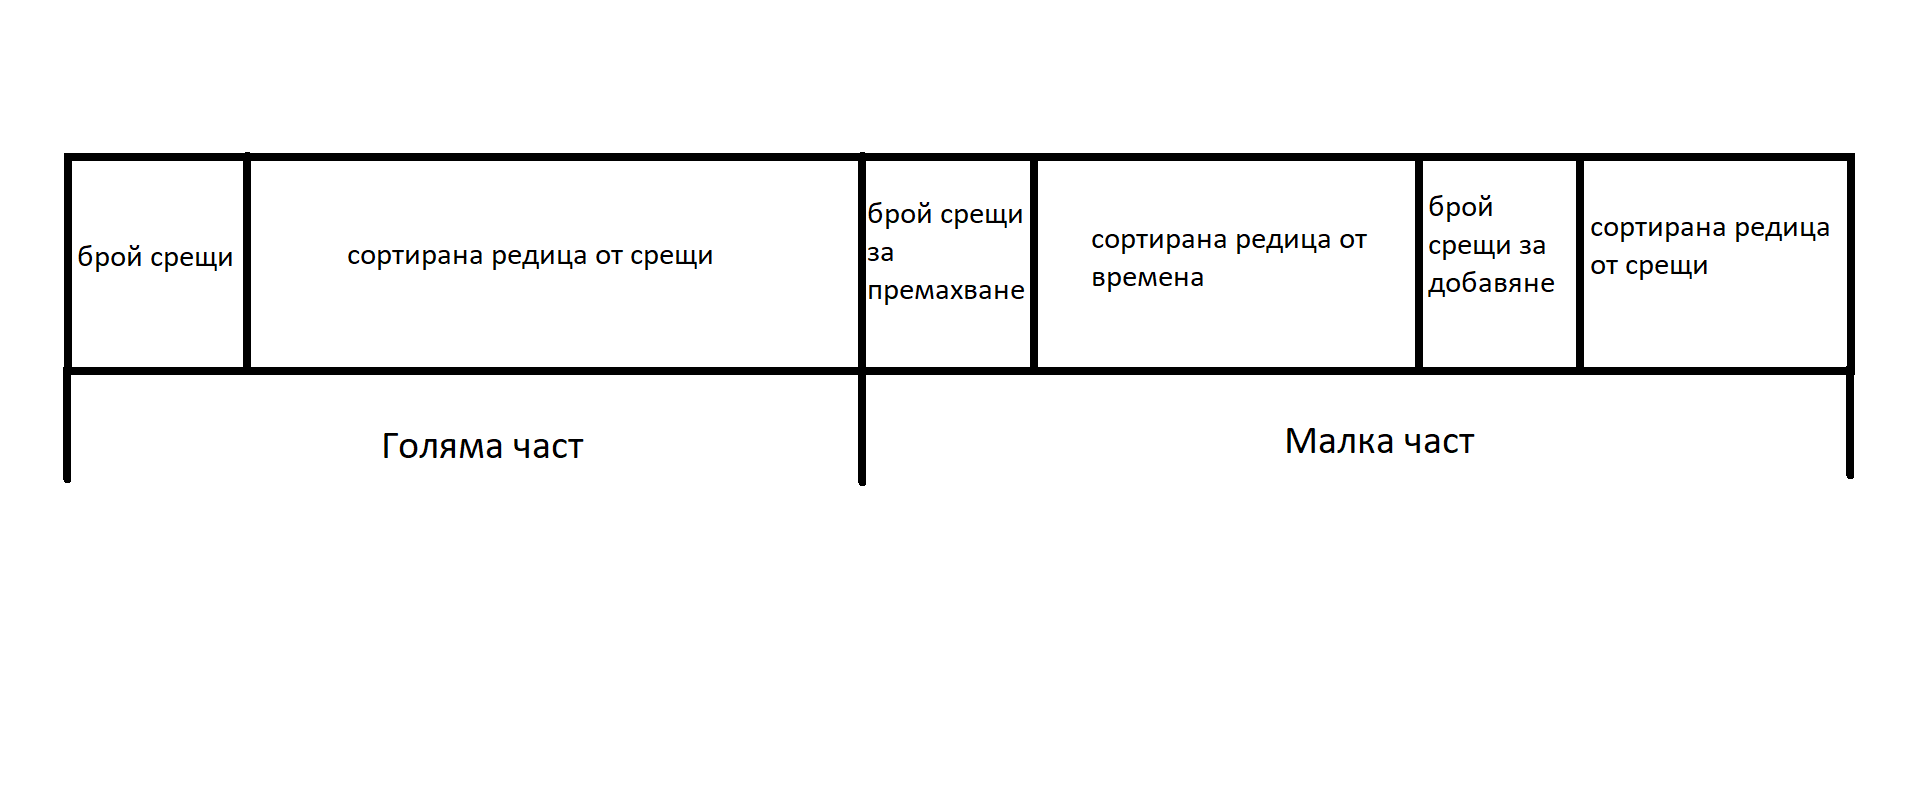 брой срещи
сортирана редица от срещи
брой срещи
за
премахване
сортирана редица от
времена
брой
срещи за
добавяне
сортирана редица
от срещи
Голяма част
Малка част